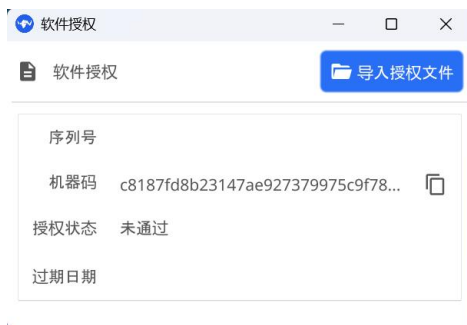 软件授权
软件授权
导入授权文件
序列号
机器码 c8187fd8b23147ae927379975c9f78...
授权状态 未通过
过期日期